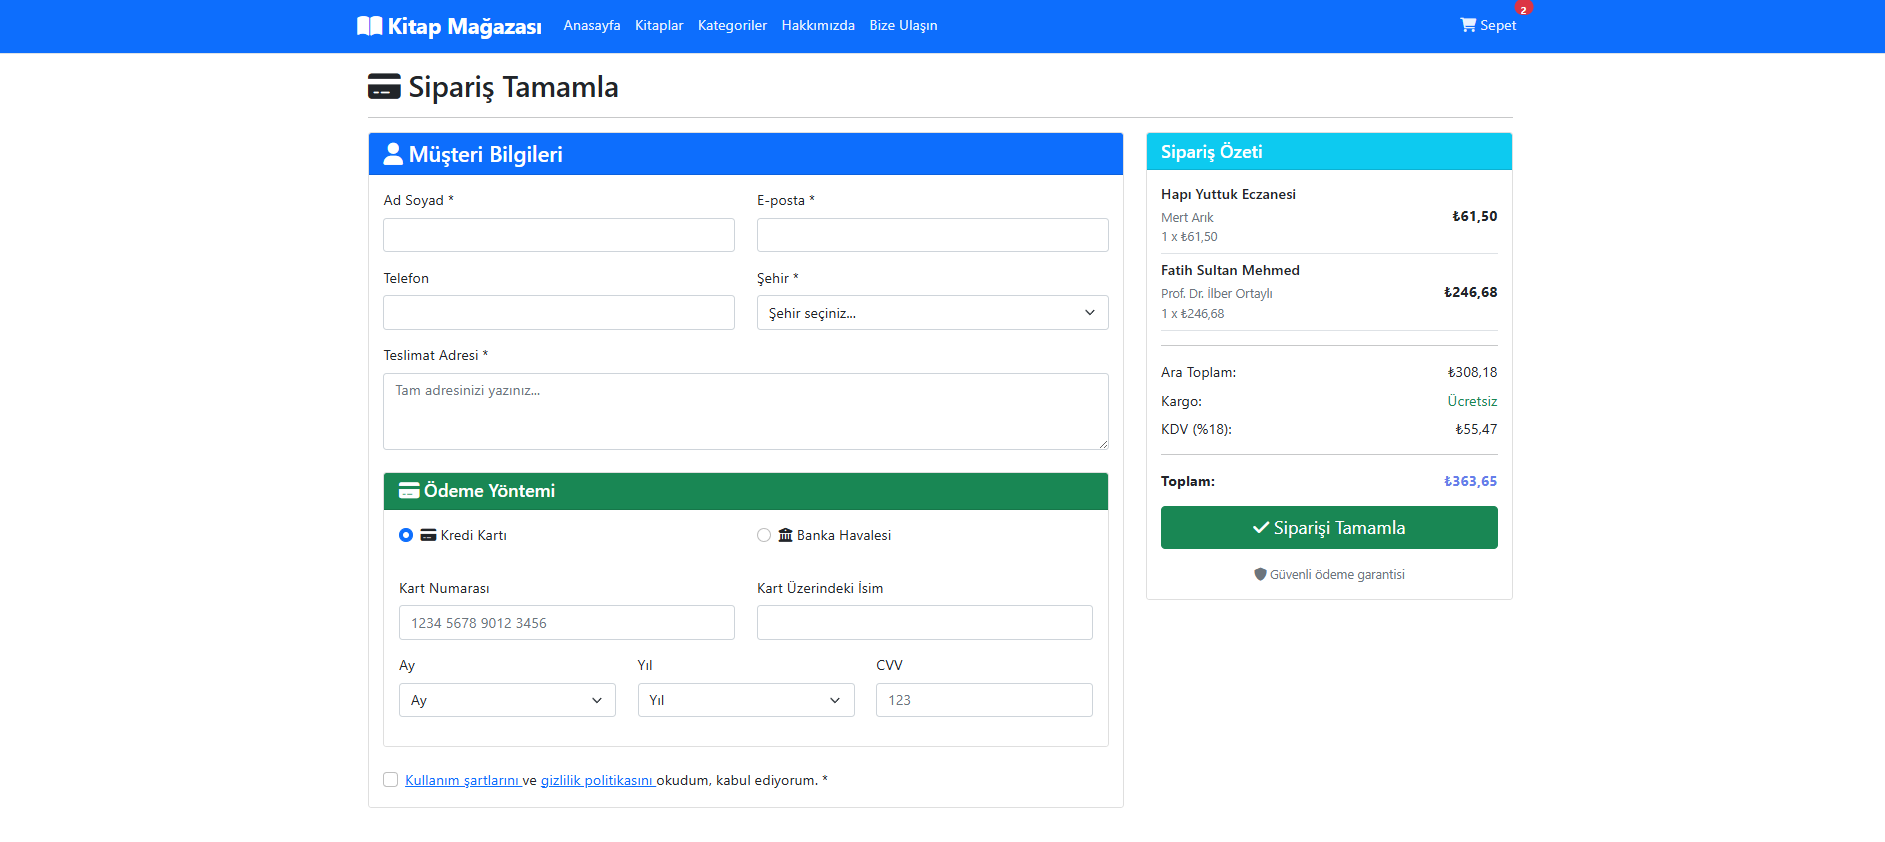 Kitap Mağazası Anasayfa Kitaplar Kategoriler Hakkımızda Bize Ulaşın Sepet 2
Sipariş Tamamla
Müşteri Bilgileri
Ad Soyad * E-posta *
Telefon Şehir *
Şehir seçiniz...
Teslimat Adresi *
Tam adresinizi yazınız...
Ödeme Yöntemi
Kredi Kartı Banka Havalesi
Kart Numarası Kart Üzerindeki İsim
1234 5678 9012 3456
Ay Yıl CVV
Ay Yıl 123
Kullanım şartlarını ve gizlilik politikasını okudum, kabul ediyorum. *
Sipariş Özeti
Hapı Yuttuk Eczanesi
Mert Arık ₺61,50
1 x ₺61,50
Fatih Sultan Mehmed
Prof. Dr. İlber Ortaylı ₺246,68
1 x ₺246,68
Ara Toplam: ₺308,18
Kargo: Ücretsiz
KDV (%18): ₺55,47
Toplam: ₺363,65
Siparişi Tamamla
Güvenli ödeme garantisi